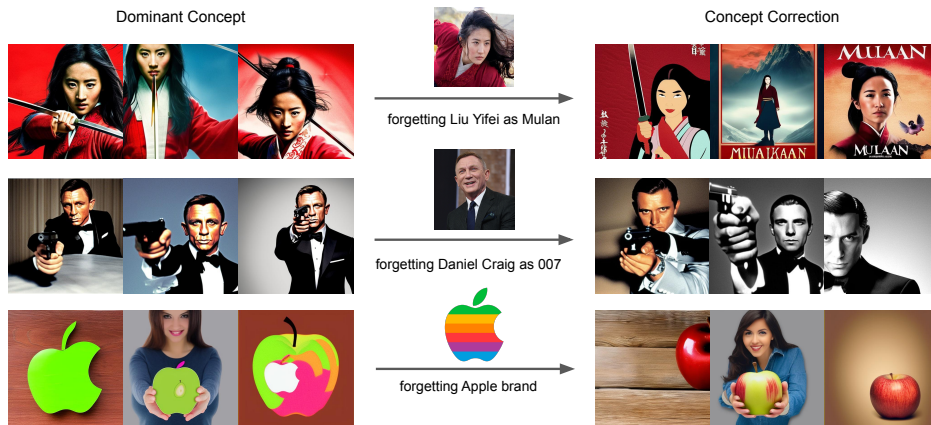 Dominant Concept
Concept Correction
forgetting Liu Yifei as Mulan
MIUAIKAAN
MULAAN
MULAAN
forgetting Daniel Craig as 007
forgetting Apple brand